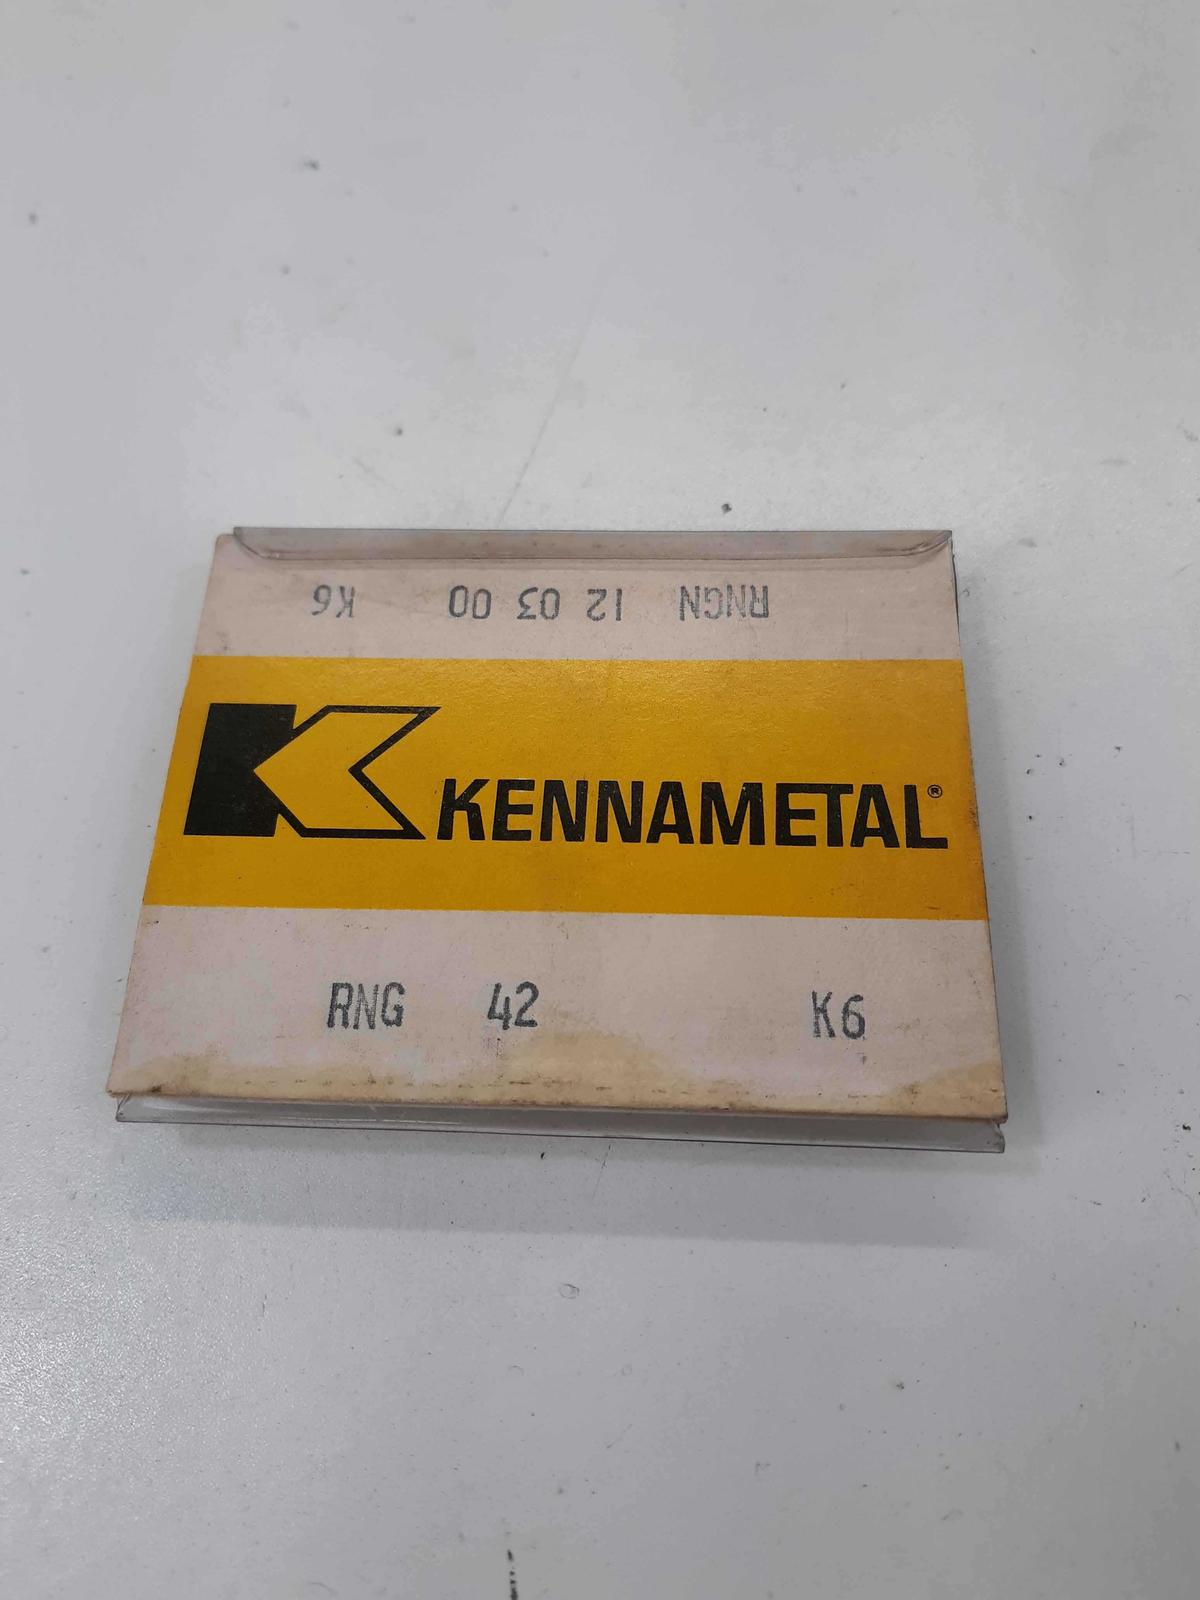 RNGN 12 03 00 K6
KENNAMETAL®
RNG 42 K6